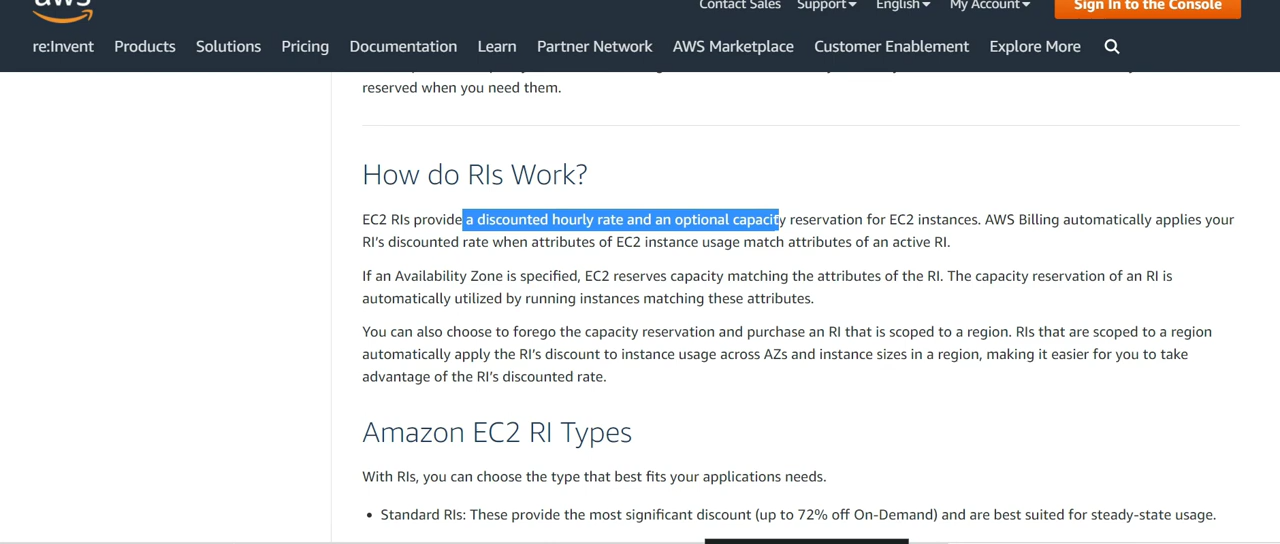 aws
Contact Sales Support English My Account Sign In to the Console
re:Invent Products Solutions Pricing Documentation Learn Partner Network AWS Marketplace Customer Enablement Explore More
reserved when you need them.
How do RIs Work?
EC2 RIs provide a discounted hourly rate and an optional capacity reservation for EC2 instances. AWS Billing automatically applies your
RI’s discounted rate when attributes of EC2 instance usage match attributes of an active RI.
If an Availability Zone is specified, EC2 reserves capacity matching the attributes of the RI. The capacity reservation of an RI is
automatically utilized by running instances matching these attributes.
You can also choose to forego the capacity reservation and purchase an RI that is scoped to a region. RIs that are scoped to a region
automatically apply the RI’s discount to instance usage across AZs and instance sizes in a region, making it easier for you to take
advantage of the RI’s discounted rate.
Amazon EC2 RI Types
With RIs, you can choose the type that best fits your applications needs.
• Standard RIs: These provide the most significant discount (up to 72% off On-Demand) and are best suited for steady-state usage.